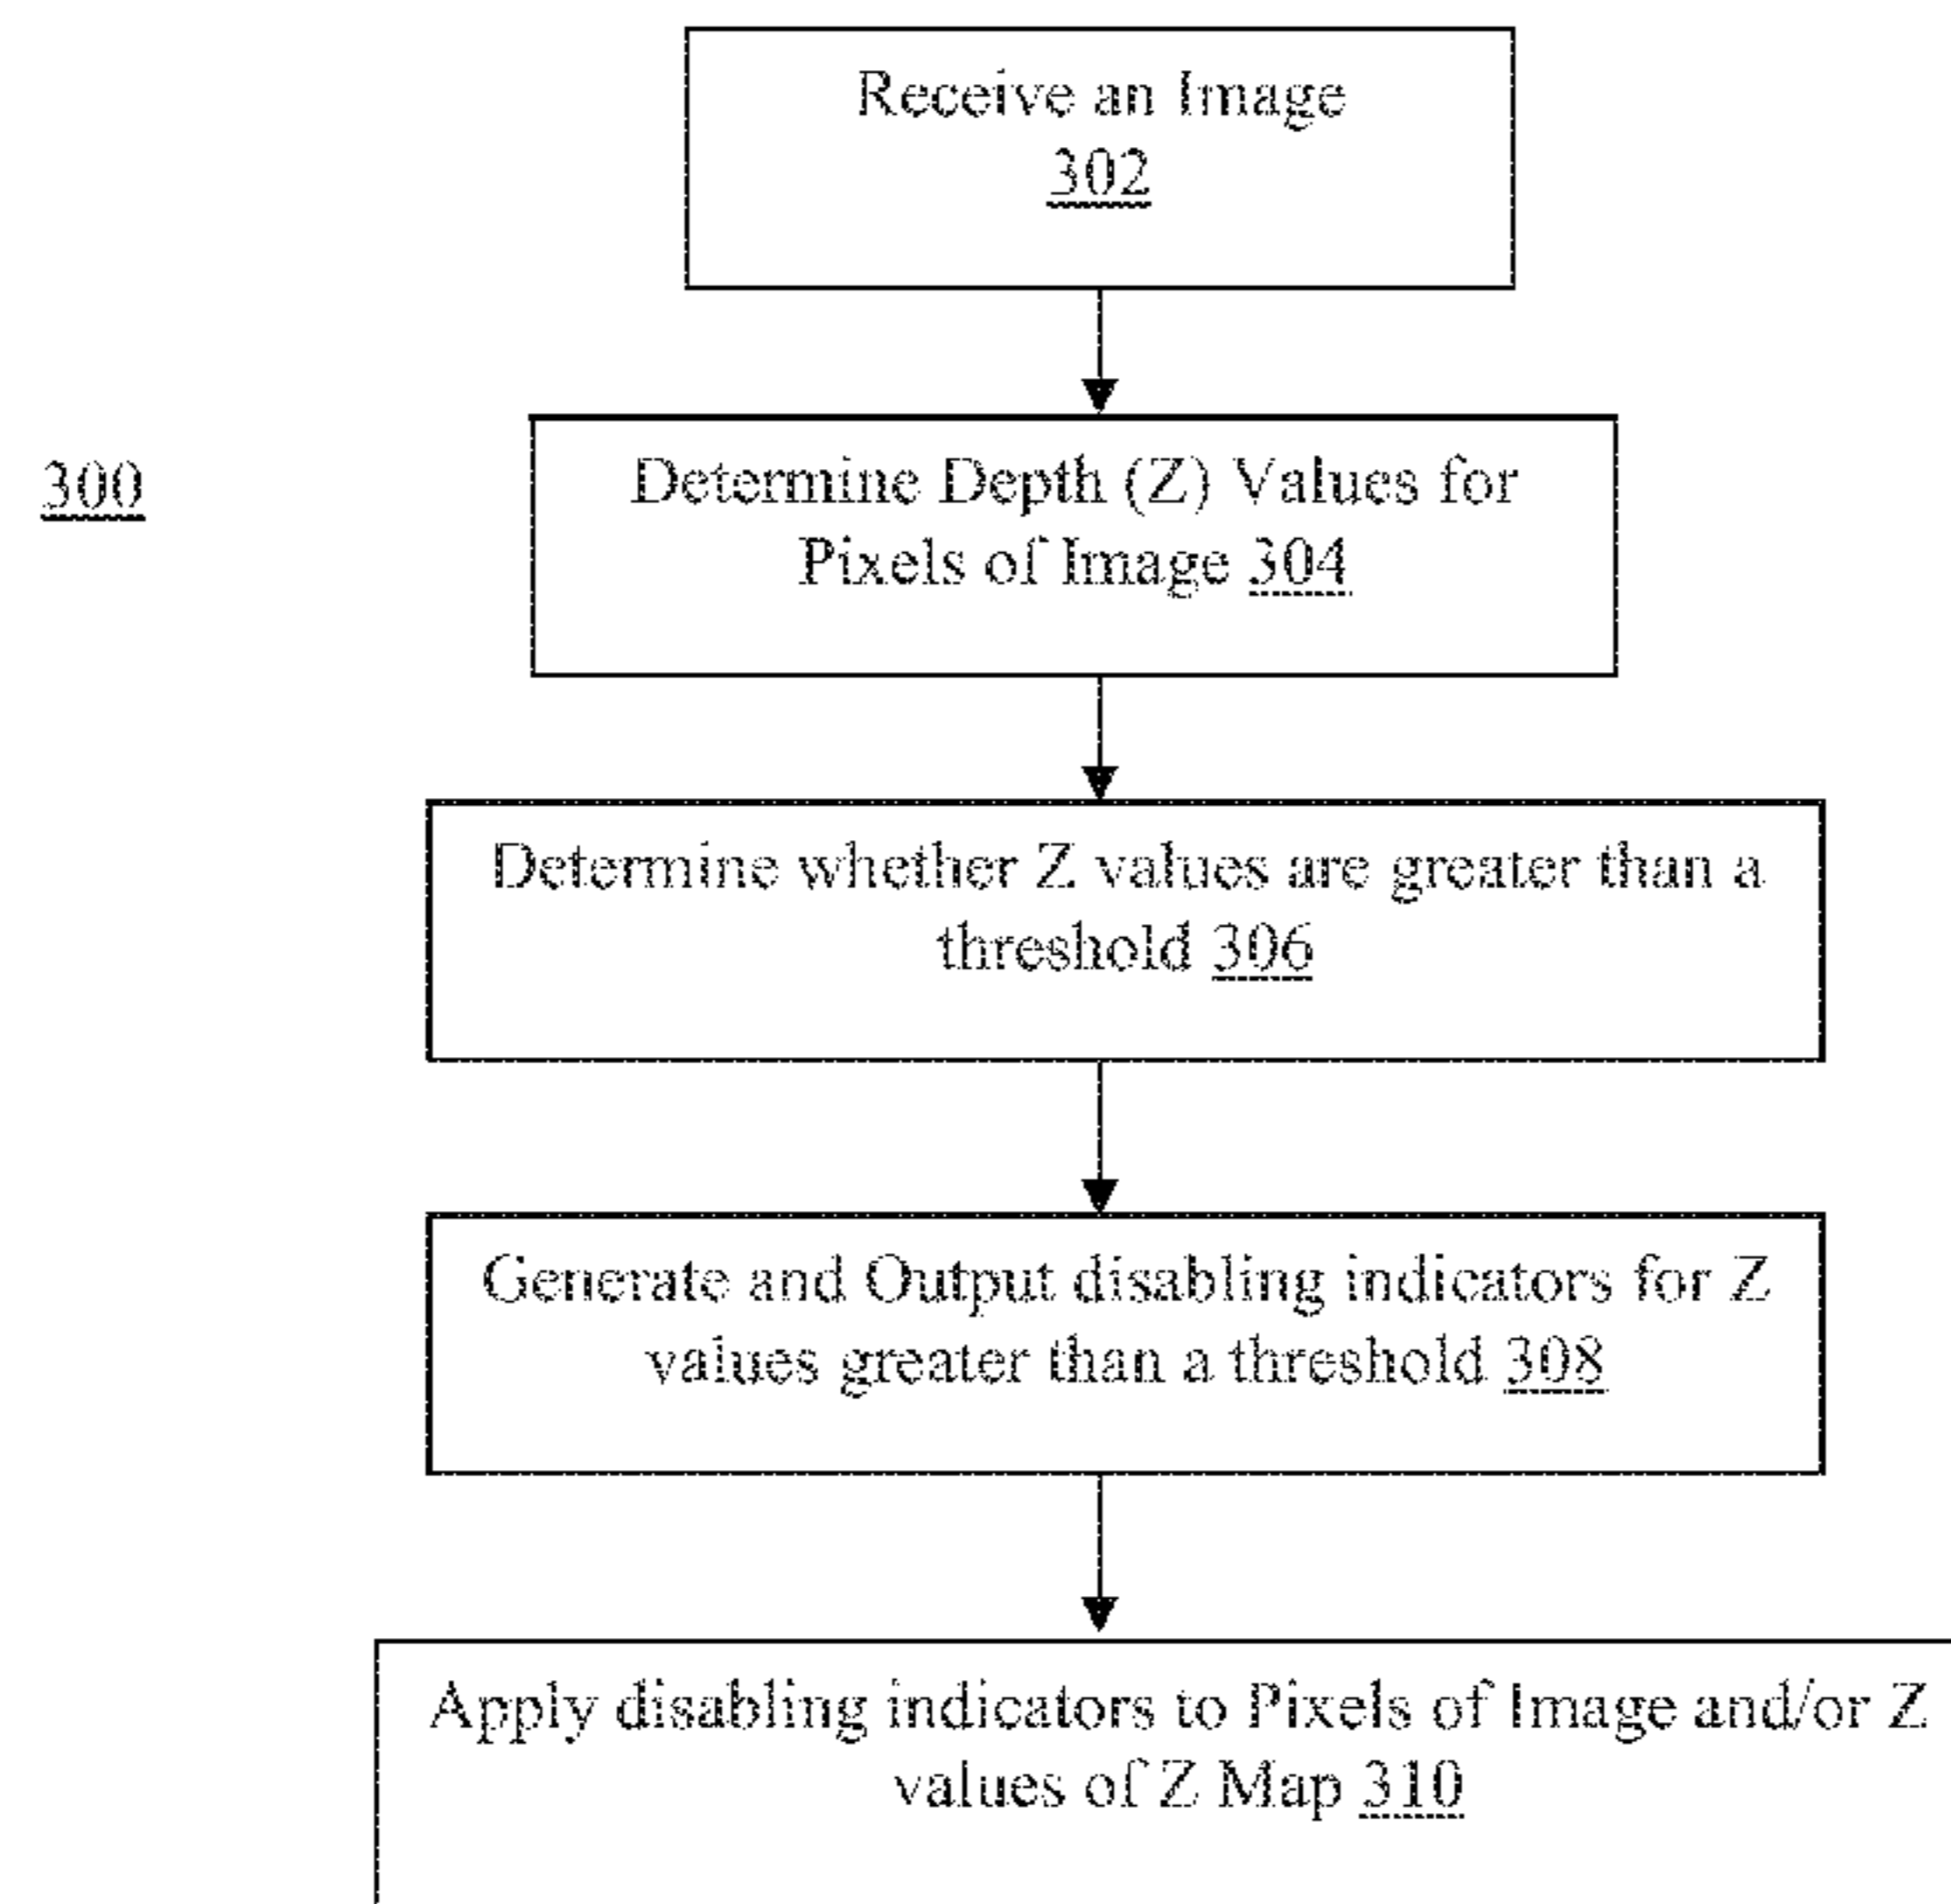 Receive an Image
302
300
Determine Depth (Z) Values for
Pixels of Image 304
Determine whether Z values are greater than a
threshold 306
Generate and Output disabling indicators for Z
values greater than a threshold 308
Apply disabling indicators to Pixels of Image and/or Z
values of Z Map 310